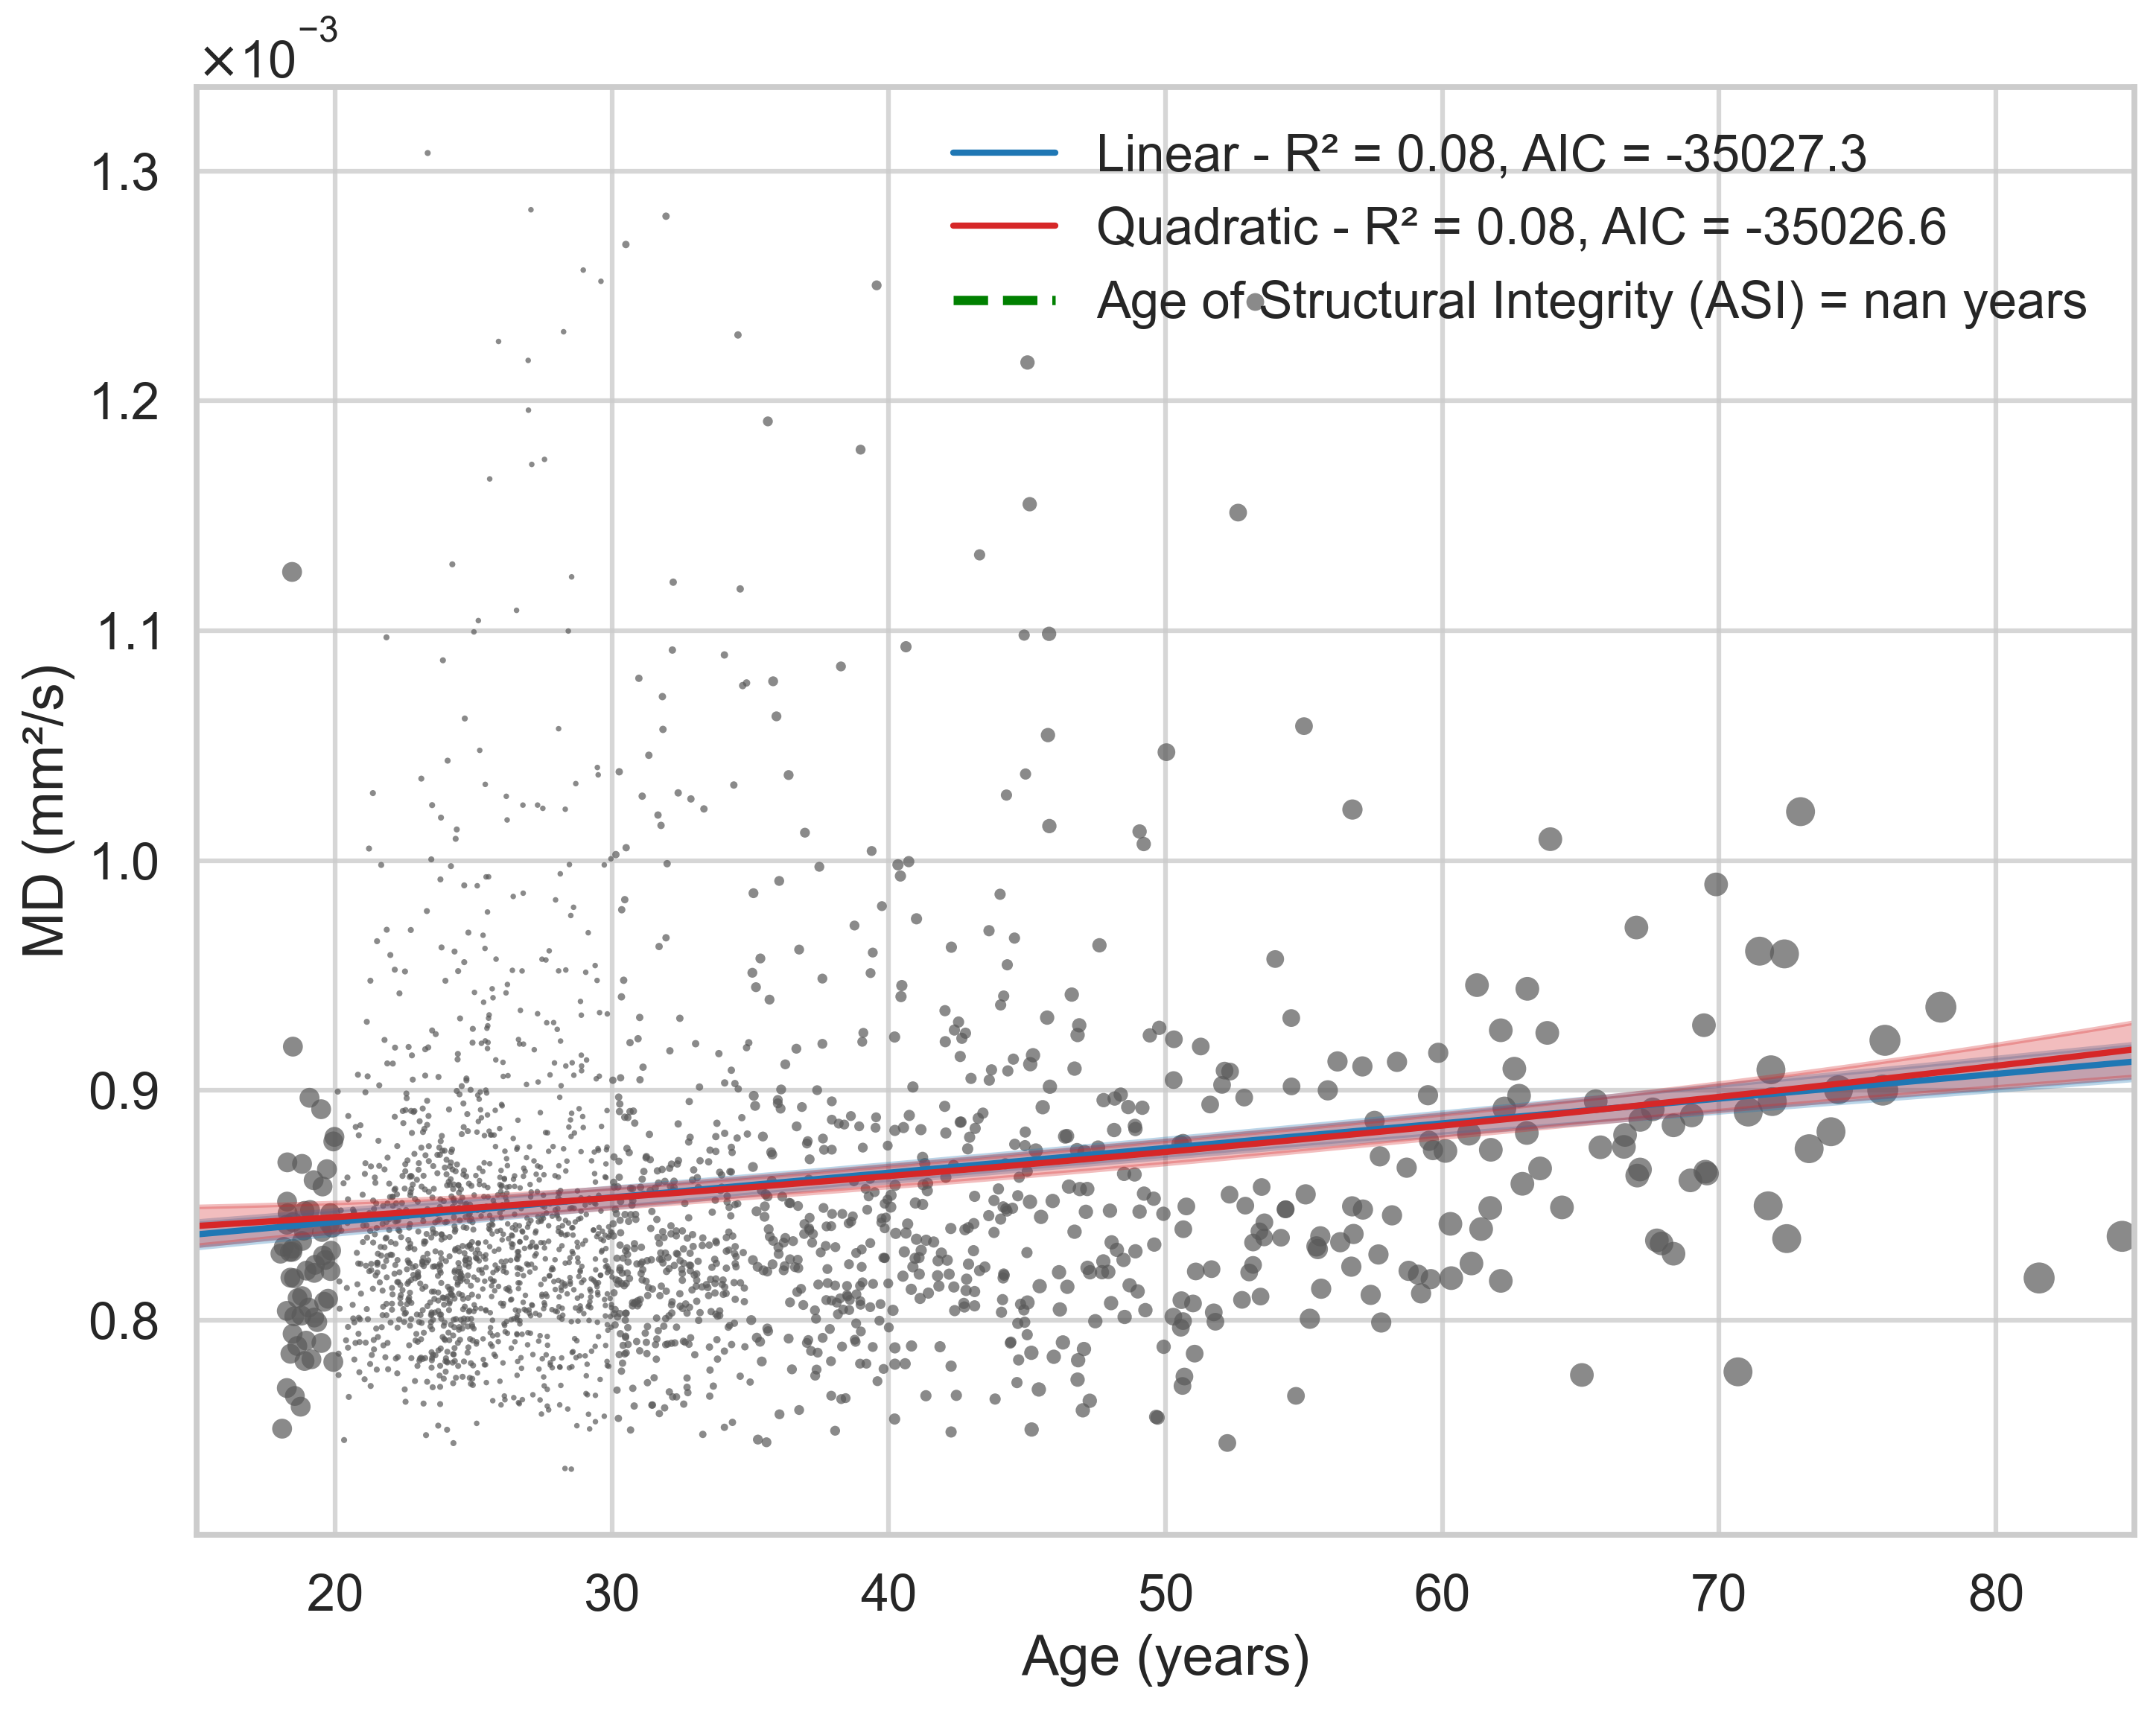 ×10⁻³
1.3
1.2
1.1
1.0
0.9
0.8
MD (mm²/s)
Linear - R² = 0.08, AIC = -35027.3
Quadratic - R² = 0.08, AIC = -35026.6
Age of Structural Integrity (ASI) = nan years
20 30 40 50 60 70 80
Age (years)